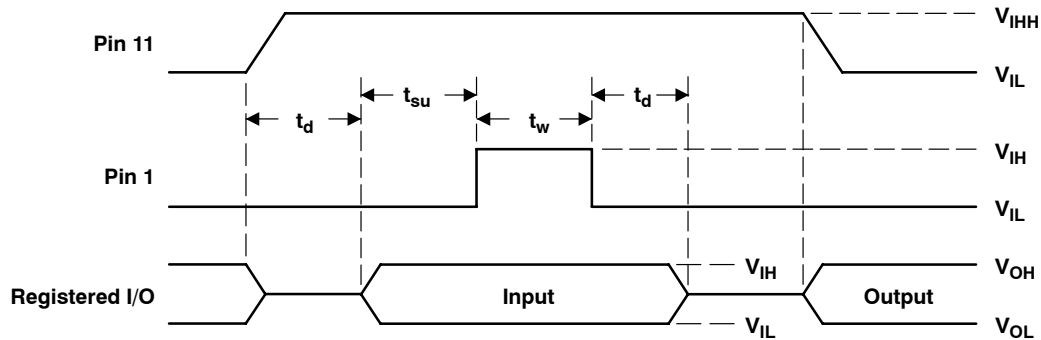 Pin 11
V_IHH
V_IL
t_d
t_su
t_w
t_d
Pin 1
V_IH
V_IL
Registered I/O
Input
V_IH
V_IL
Output
V_OH
V_OL